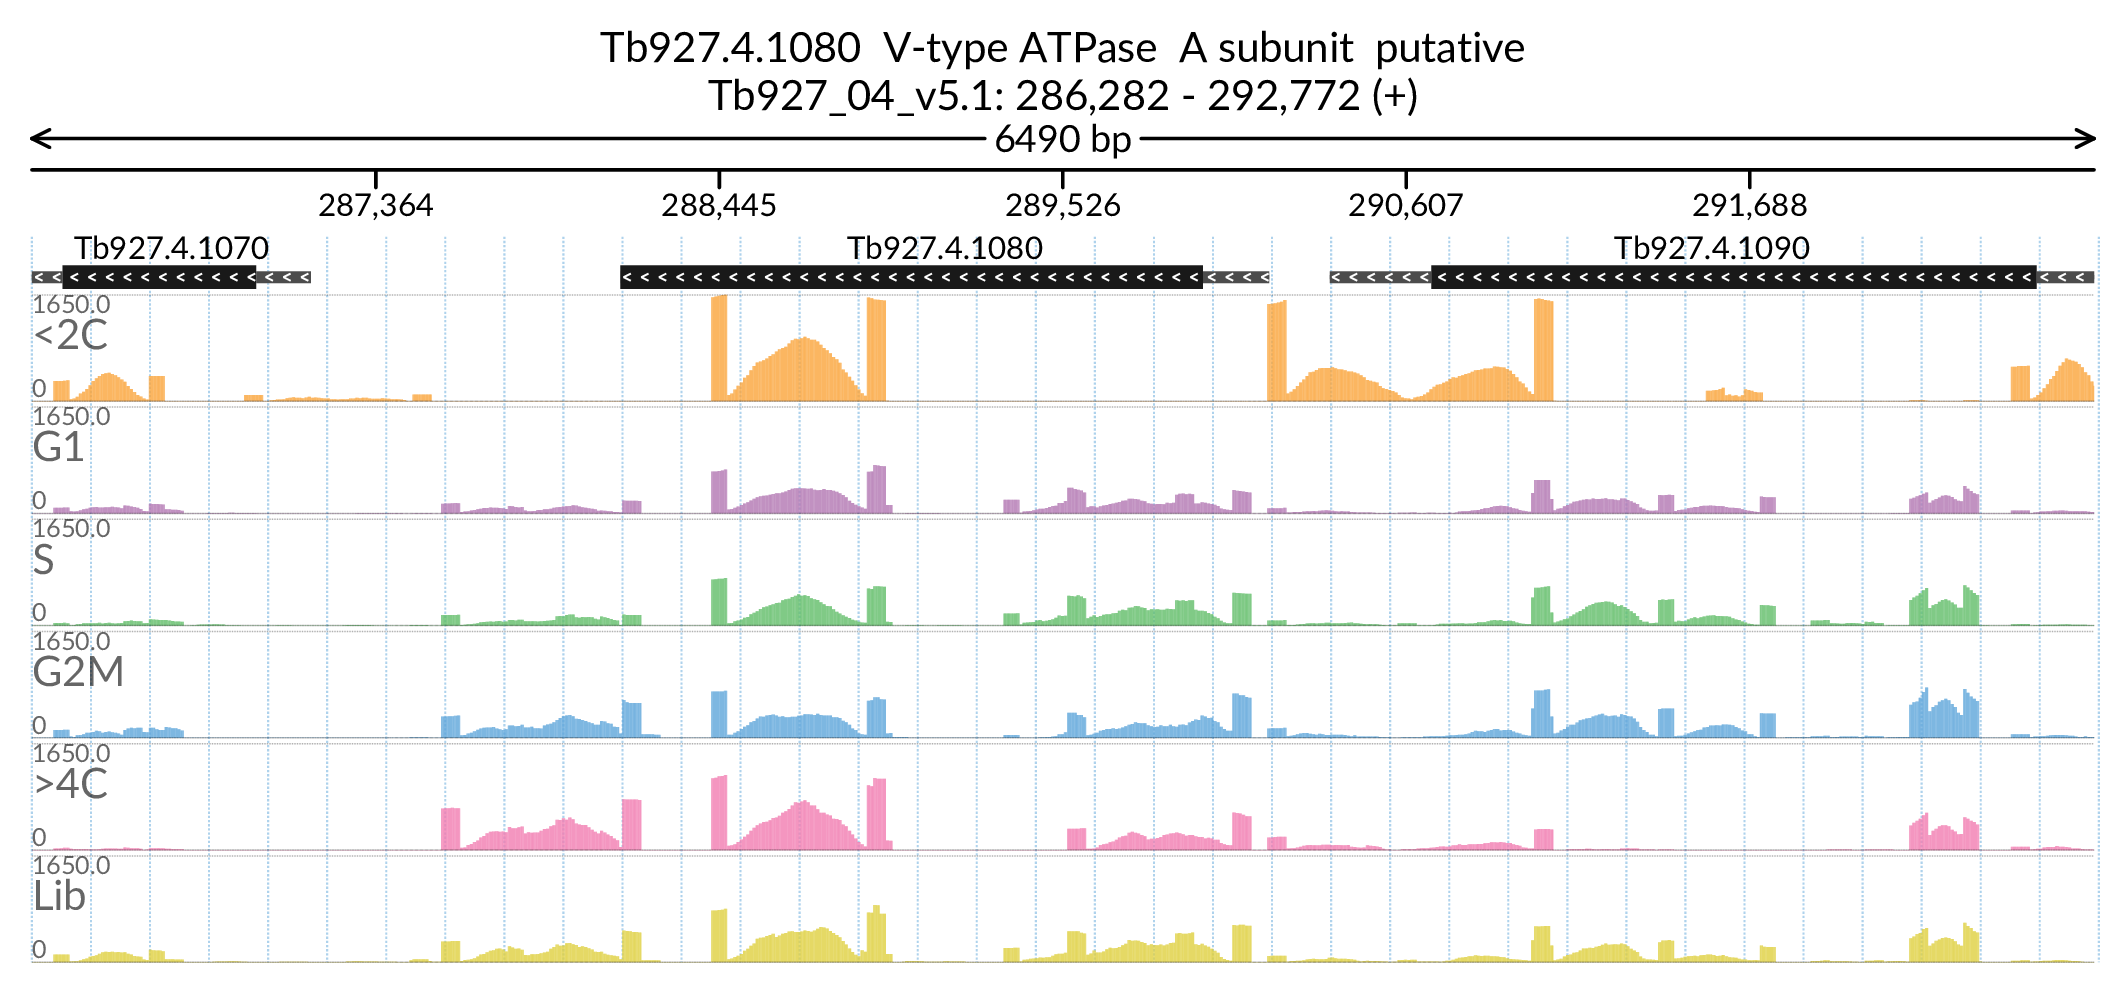 Tb927.4.1080 V-type ATPase A subunit putative
Tb927_04_v5.1: 286,282 - 292,772 (+)
6490 bp
287,364 288,445 289,526 290,607 291,688
Tb927.4.1070 Tb927.4.1080 Tb927.4.1090
1650.0
<2C
0
1650.0
G1
0
1650.0
S
0
1650.0
G2M
0
1650.0
>4C
0
1650.0
Lib
0